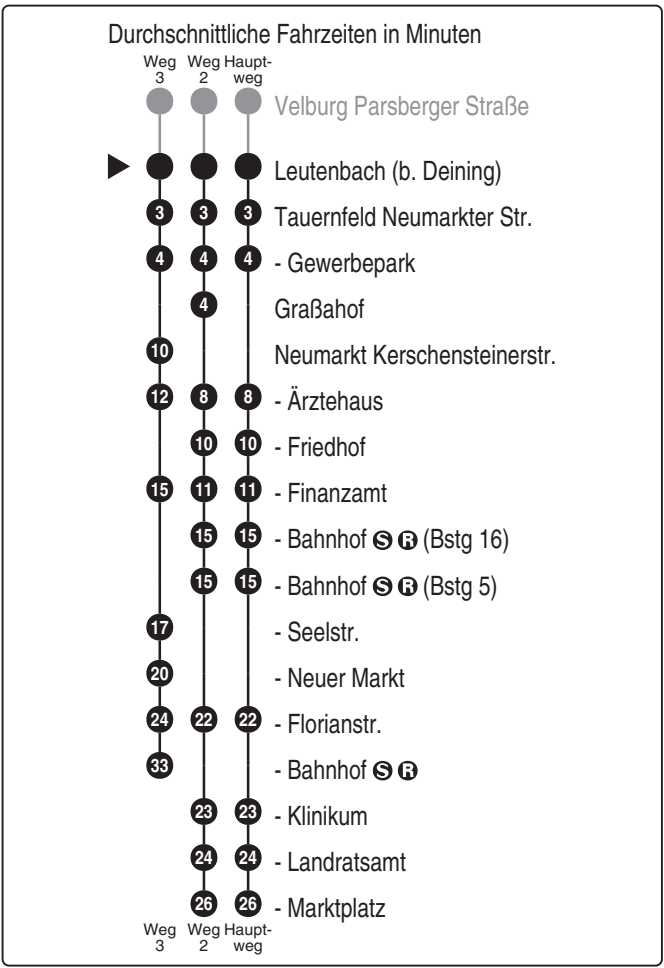 Durchschnittliche Fahrzeiten in Minuten
Weg 3 Weg 2 Haupt-weg
Velburg Parsberger Straße
Leutenbach (b. Deining)
3 3 3 Tauernfeld Neumarkter Str.
4 4 4 - Gewerbepark
4 Graßahof
10 Neumarkt Kerschensteinerstr.
12 8 8 - Ärztehaus
10 10 - Friedhof
15 11 11 - Finanzamt
15 15 - Bahnhof S R (Bstg 16)
15 15 - Bahnhof S R (Bstg 5)
17 - Seelstr.
20 - Neuer Markt
24 22 22 - Florianstr.
33 - Bahnhof S R
23 23 - Klinikum
24 24 - Landratsamt
26 26 - Marktplatz
Weg 3 Weg 2 Haupt-weg